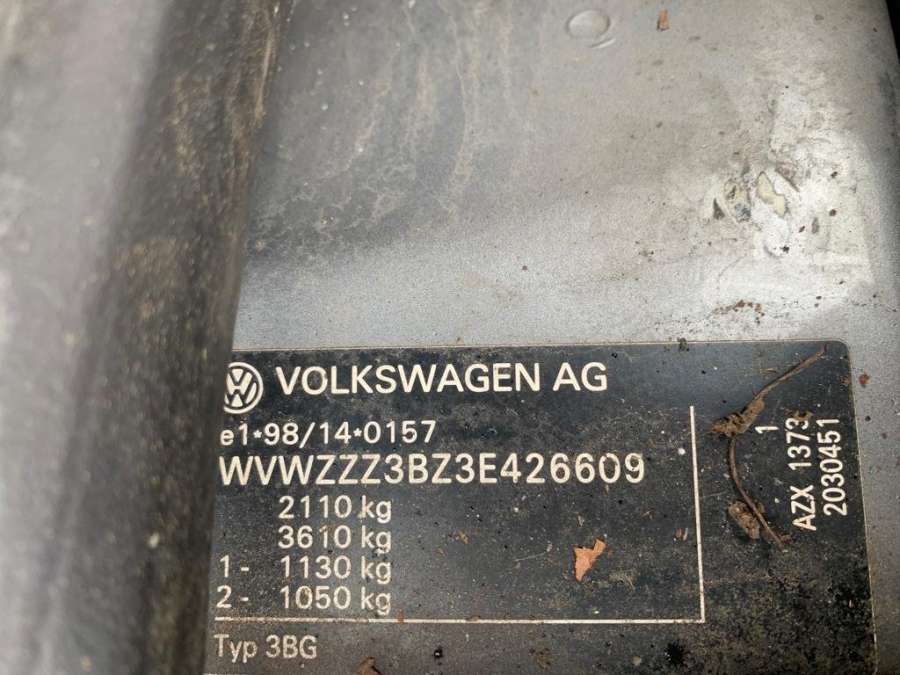 VOLKSWAGEN AG
e1*98/14*0157
WVWZZZ3BZ3E426609
2110 kg
3610 kg
1- 1130 kg
2- 1050 kg
Typ 3BG
1
AZX 1373
2030451